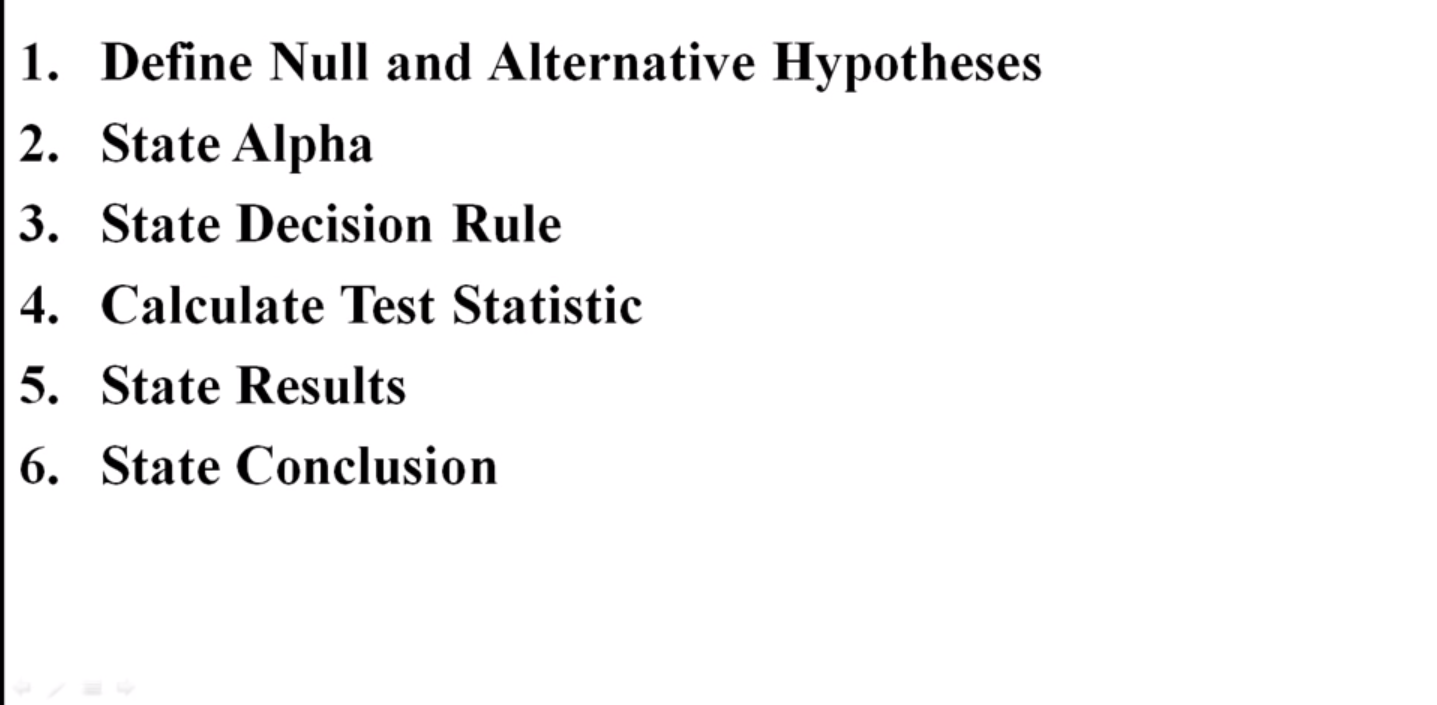 1. Define Null and Alternative Hypotheses
2. State Alpha
3. State Decision Rule
4. Calculate Test Statistic
5. State Results
6. State Conclusion